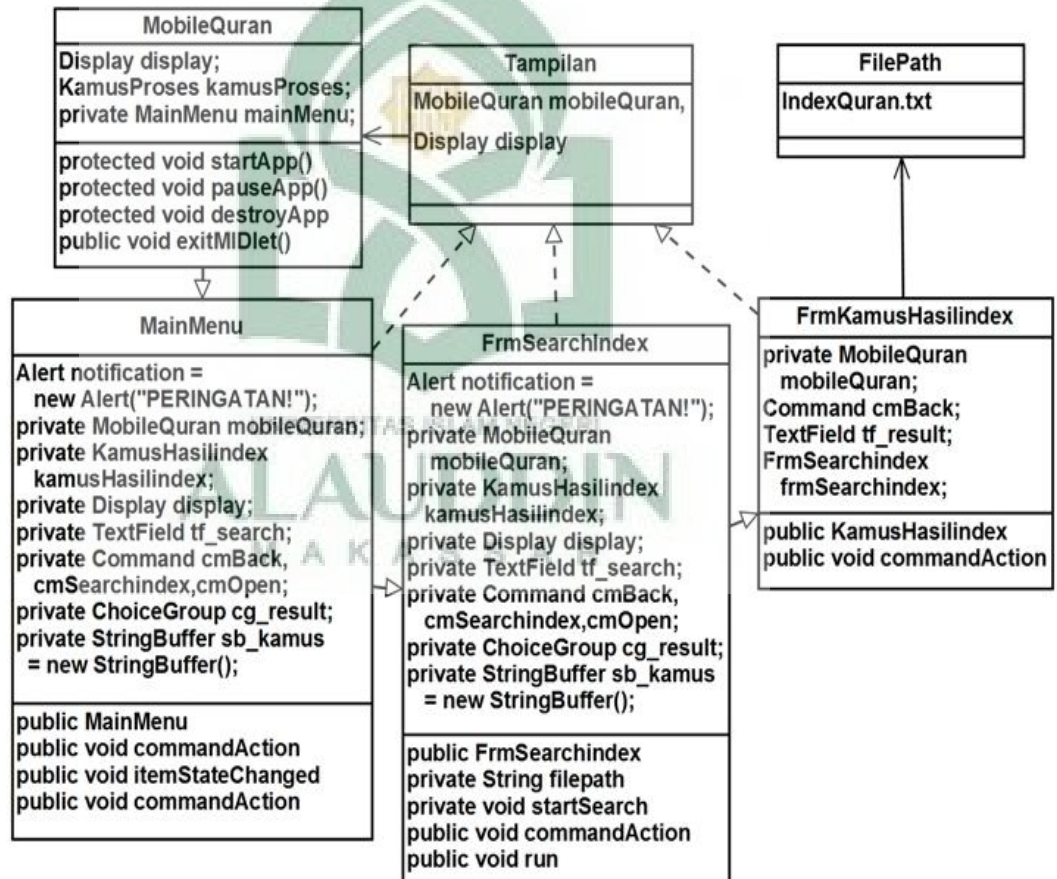 MobileQuran
Display display;
KamusProses kamusProses;
private MainMenu mainMenu;
protected void startApp()
protected void pauseApp()
protected void destroyApp
public void exitMIDlet()
Tampilan
MobileQuran mobileQuran,
Display display
FilePath
IndexQuran.txt
MainMenu
Alert notification =
new Alert("PERINGATAN!");
private MobileQuran mobileQuran;
private KamusHasilindex
kamusHasilindex;
private Display display;
private TextField tf_search;
private Command cmBack,
cmSearchindex,cmOpen;
private ChoiceGroup cg_result;
private StringBuffer sb_kamus
= new StringBuffer();
public MainMenu
public void commandAction
public void itemStateChanged
public void commandAction
FrmSearchIndex
Alert notification =
new Alert("PERINGATAN!");
private MobileQuran
mobileQuran;
private KamusHasilindex
kamusHasilindex;
private Display display;
private TextField tf_search;
private Command cmBack,
cmSearchindex,cmOpen;
private ChoiceGroup cg_result;
private StringBuffer sb_kamus
= new StringBuffer();
public FrmSearchindex
private String filepath
private void startSearch
public void commandAction
public void run
FrmKamusHasilindex
private MobileQuran
mobileQuran;
Command cmBack;
TextField tf_result;
FrmSearchindex
frmSearchindex;
public KamusHasilindex
public void commandAction
ALAUDDIN
MAKASSAR